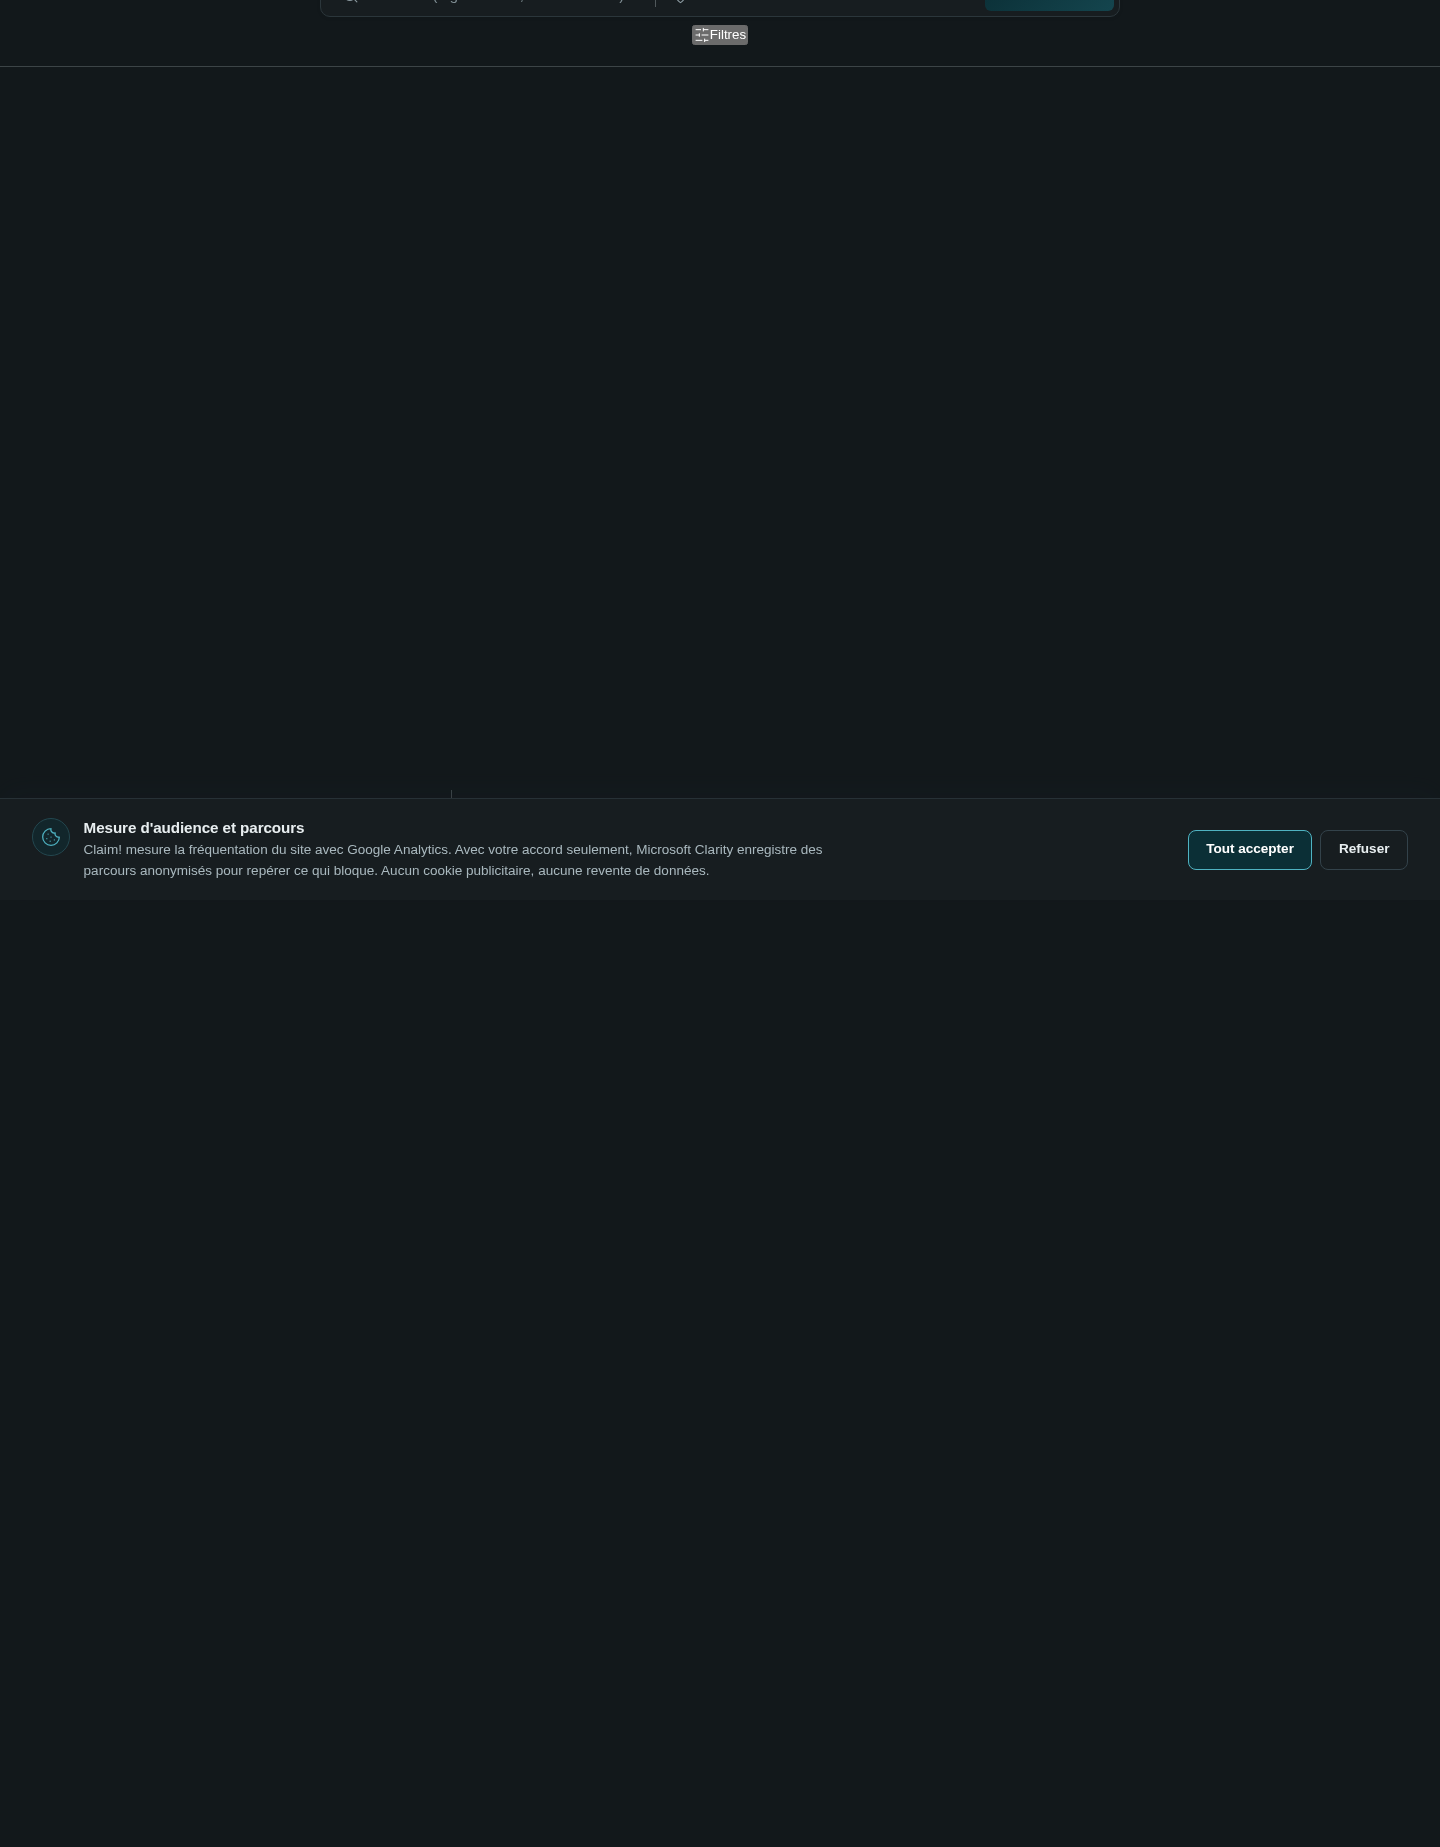 Filtres
Mesure d'audience et parcours
Claim! mesure la fréquentation du site avec Google Analytics. Avec votre accord seulement, Microsoft Clarity enregistre des
parcours anonymisés pour repérer ce qui bloque. Aucun cookie publicitaire, aucune revente de données.
Tout accepter
Refuser